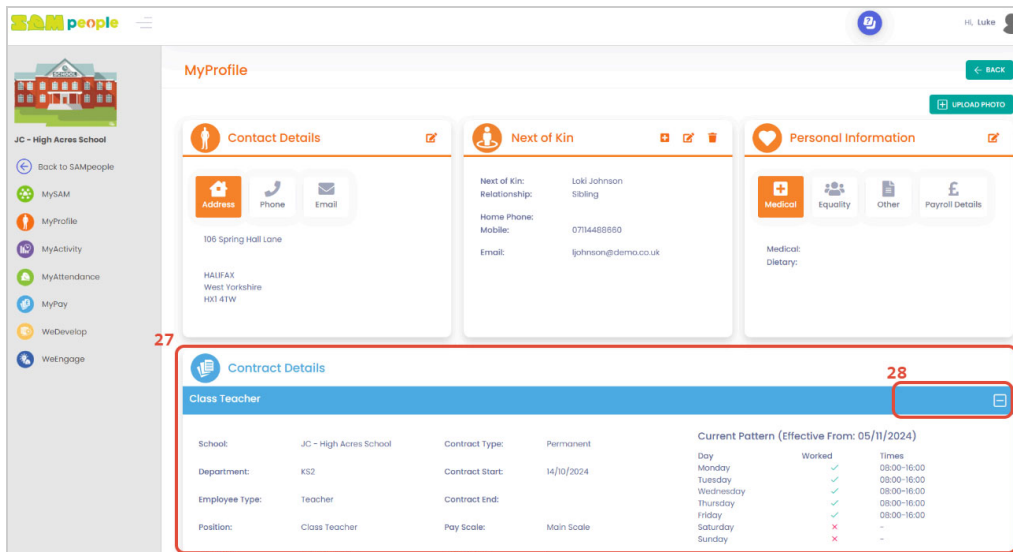 SAMpeople
Hi, Luke
SCHOOL
JC - High Acres School
Back to SAMpeople
MySAM
MyProfile
MyActivity
MyAttendance
MyPay
WeDevelop
WeEngage
MyProfile
BACK
UPLOAD PHOTO
Contact Details
Address Phone Email
106 Spring Hall Lane
HALIFAX
West Yorkshire
HX1 4TW
Next of Kin
Next of Kin: Loki Johnson
Relationship: Sibling
Home Phone:
Mobile: 07114488660
Email: ljohnson@demo.co.uk
Personal Information
Medical Equality Other £ Payroll Details
Medical:
Dietary:
27
Contract Details
28
Class Teacher
School: JC - High Acres School
Department: KS2
Employee Type: Teacher
Position: Class Teacher
Contract Type: Permanent
Contract Start: 14/10/2024
Contract End:
Pay Scale: Main Scale
Current Pattern (Effective From: 05/11/2024)
Day Worked Times
Monday ✓ 08:00-16:00
Tuesday ✓ 08:00-16:00
Wednesday ✓ 08:00-16:00
Thursday ✓ 08:00-16:00
Friday ✓ 08:00-16:00
Saturday × -
Sunday × -